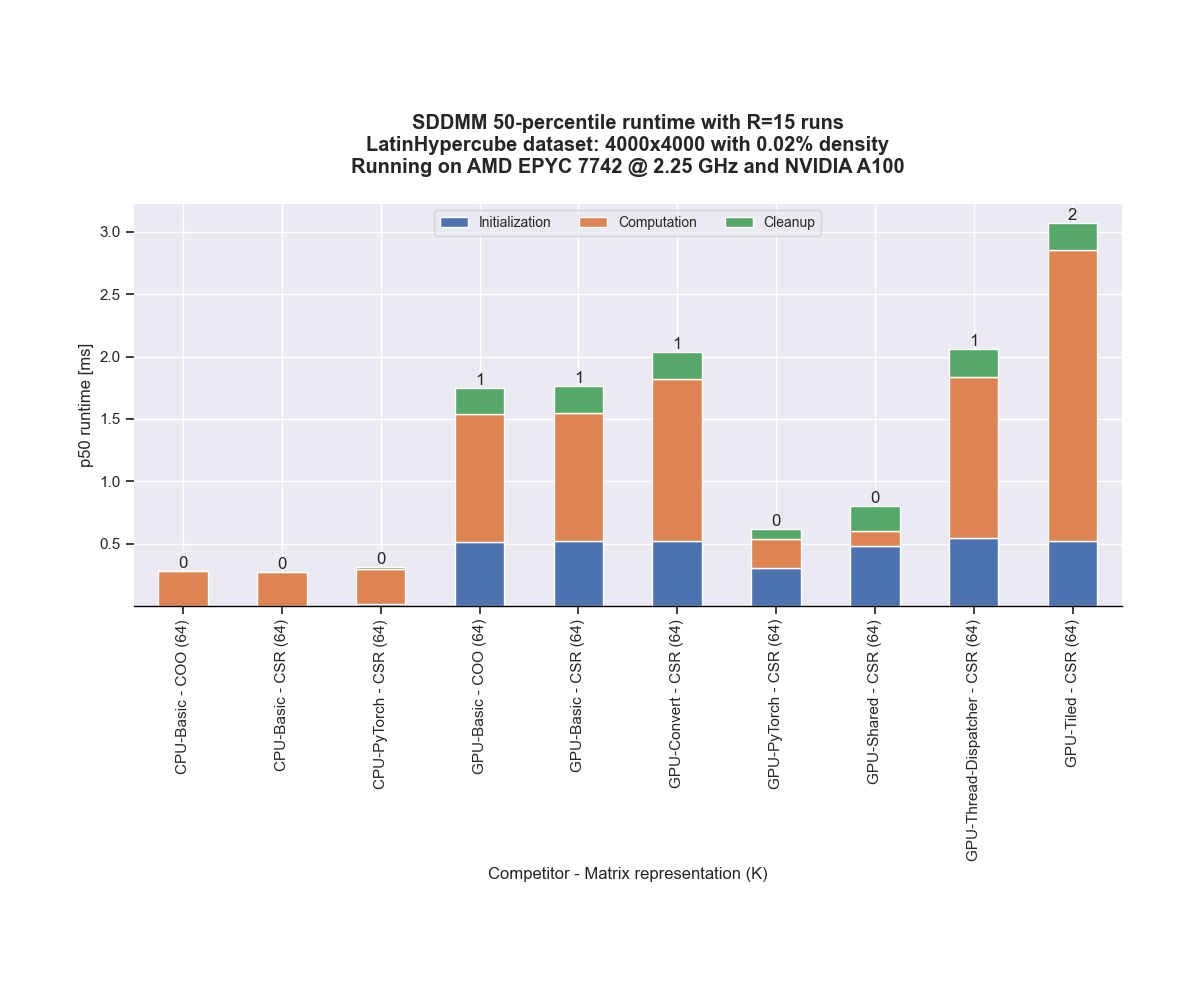 SDDMM 50-percentile runtime with R=15 runs
LatinHypercube dataset: 4000x4000 with 0.02% density
Running on AMD EPYC 7742 @ 2.25 GHz and NVIDIA A100
Initialization Computation Cleanup
p50 runtime [ms]
3.0
2.5
2.0
1.5
1.0
0.5
0 0 0 1 1 1 0 0 1 2
CPU-Basic - COO (64)
CPU-Basic - CSR (64)
CPU-PyTorch - CSR (64)
GPU-Basic - COO (64)
GPU-Basic - CSR (64)
GPU-Convert - CSR (64)
GPU-PyTorch - CSR (64)
GPU-Shared - CSR (64)
GPU-Thread-Dispatcher - CSR (64)
GPU-Tiled - CSR (64)
Competitor - Matrix representation (K)